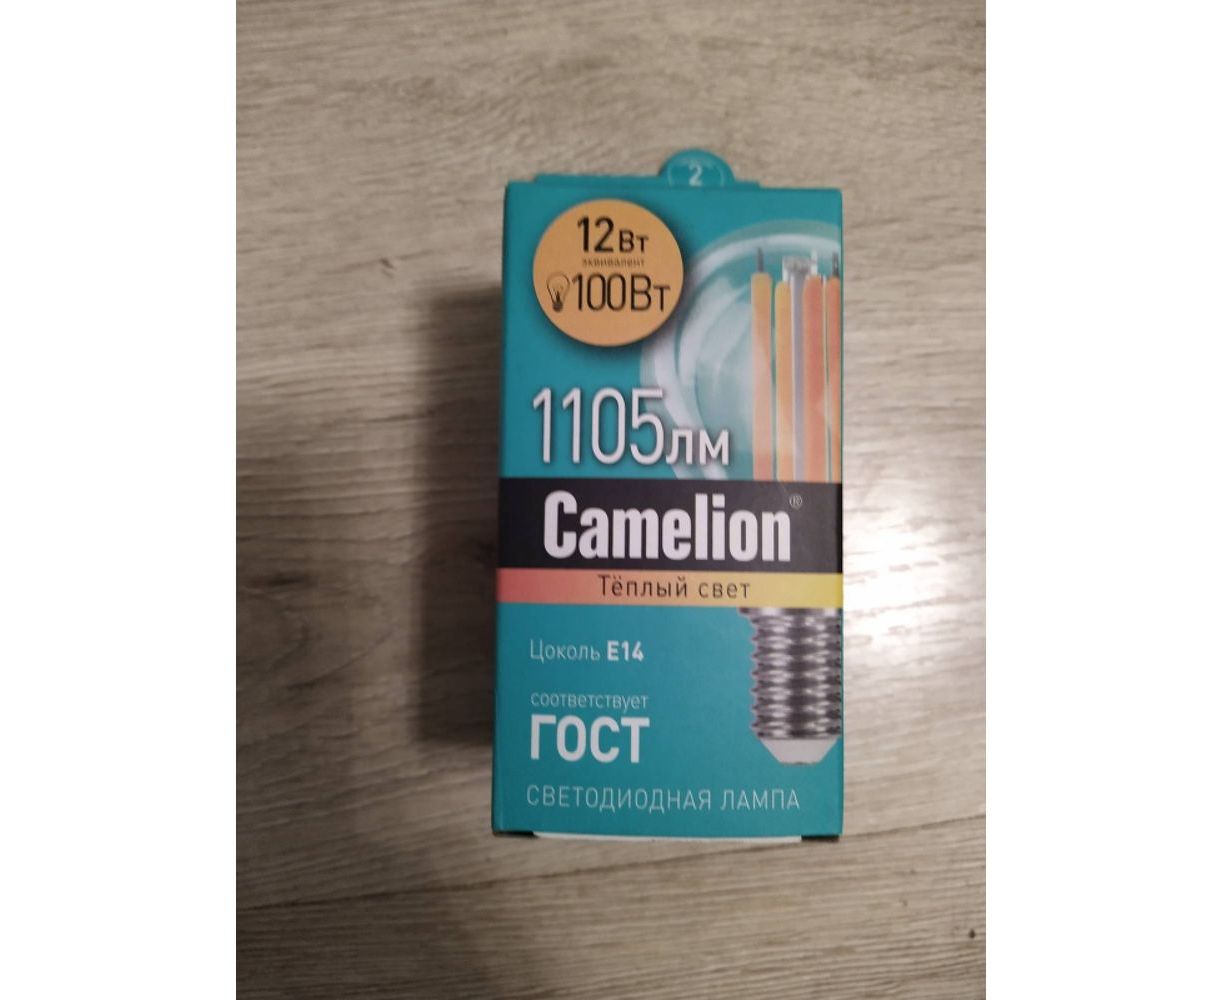 2
12Вт
эквивалент
100Вт
1105лм
Camelion®
Тёплый свет
Цоколь E14
соответствует
ГОСТ
СВЕТОДИОДНАЯ ЛАМПА